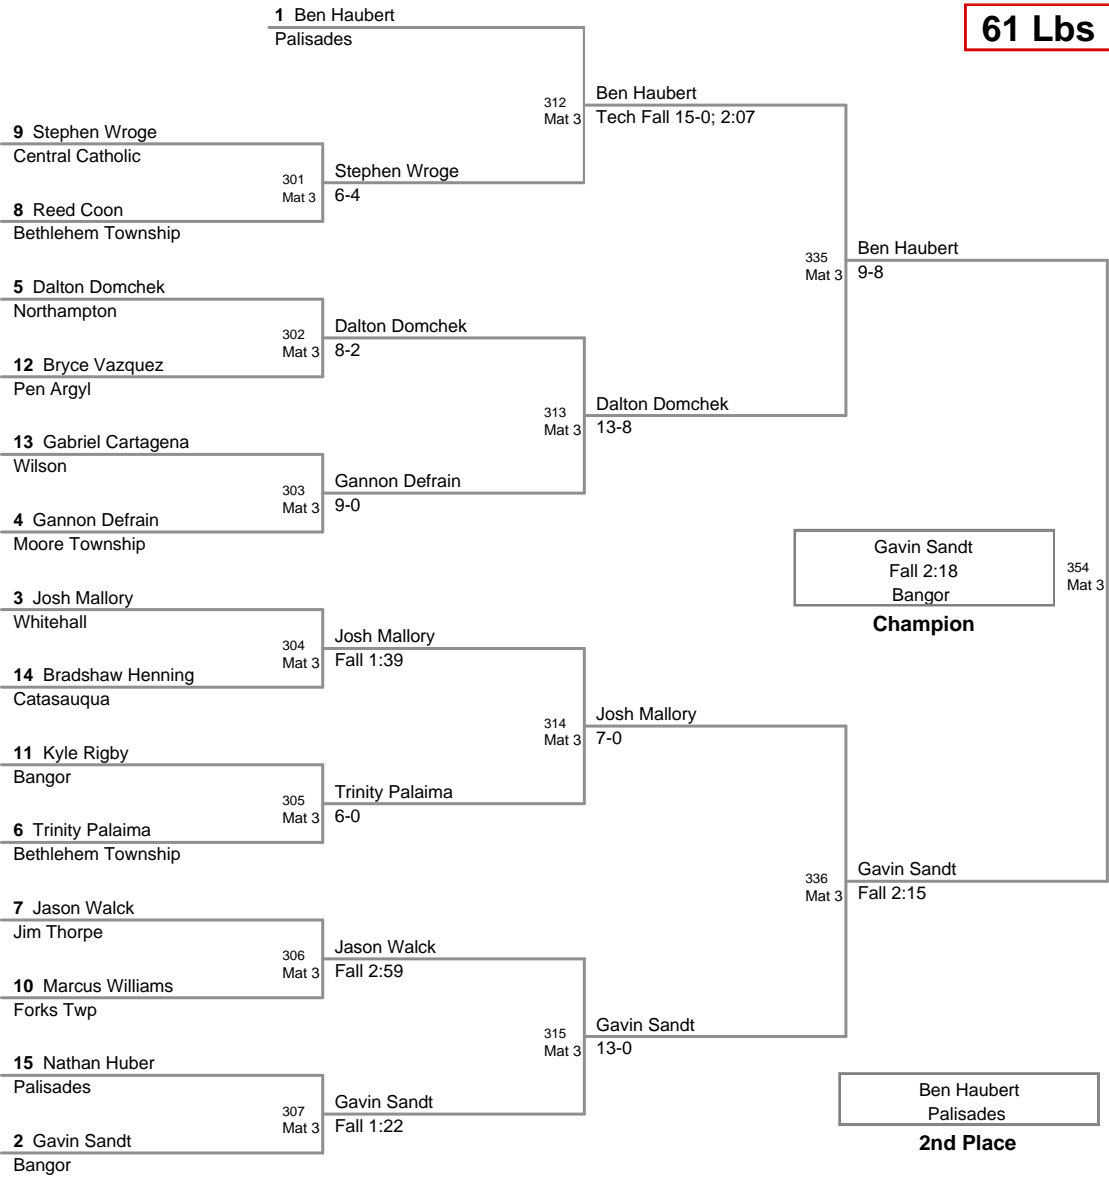 1 Ben Haubert
Palisades
61 Lbs
312
Mat 3
Ben Haubert
Tech Fall 15-0; 2:07
9 Stephen Wroge
Central Catholic
301
Mat 3
Stephen Wroge
6-4
8 Reed Coon
Bethlehem Township
335
Mat 3
Ben Haubert
9-8
5 Dalton Domchek
Northampton
302
Mat 3
Dalton Domchek
8-2
12 Bryce Vazquez
Pen Argyl
313
Mat 3
Dalton Domchek
13-8
13 Gabriel Cartagena
Wilson
303
Mat 3
Gannon Defrain
9-0
4 Gannon Defrain
Moore Township
Gavin Sandt
Fall 2:18
Bangor
Champion
354
Mat 3
3 Josh Mallory
Whitehall
304
Mat 3
Josh Mallory
Fall 1:39
14 Bradshaw Henning
Catasauqua
314
Mat 3
Josh Mallory
7-0
11 Kyle Rigby
Bangor
305
Mat 3
Trinity Palaima
6-0
6 Trinity Palaima
Bethlehem Township
336
Mat 3
Gavin Sandt
Fall 2:15
7 Jason Walck
Jim Thorpe
306
Mat 3
Jason Walck
Fall 2:59
10 Marcus Williams
Forks Twp
315
Mat 3
Gavin Sandt
13-0
15 Nathan Huber
Palisades
307
Mat 3
Gavin Sandt
Fall 1:22
2 Gavin Sandt
Bangor
Ben Haubert
Palisades
2nd Place